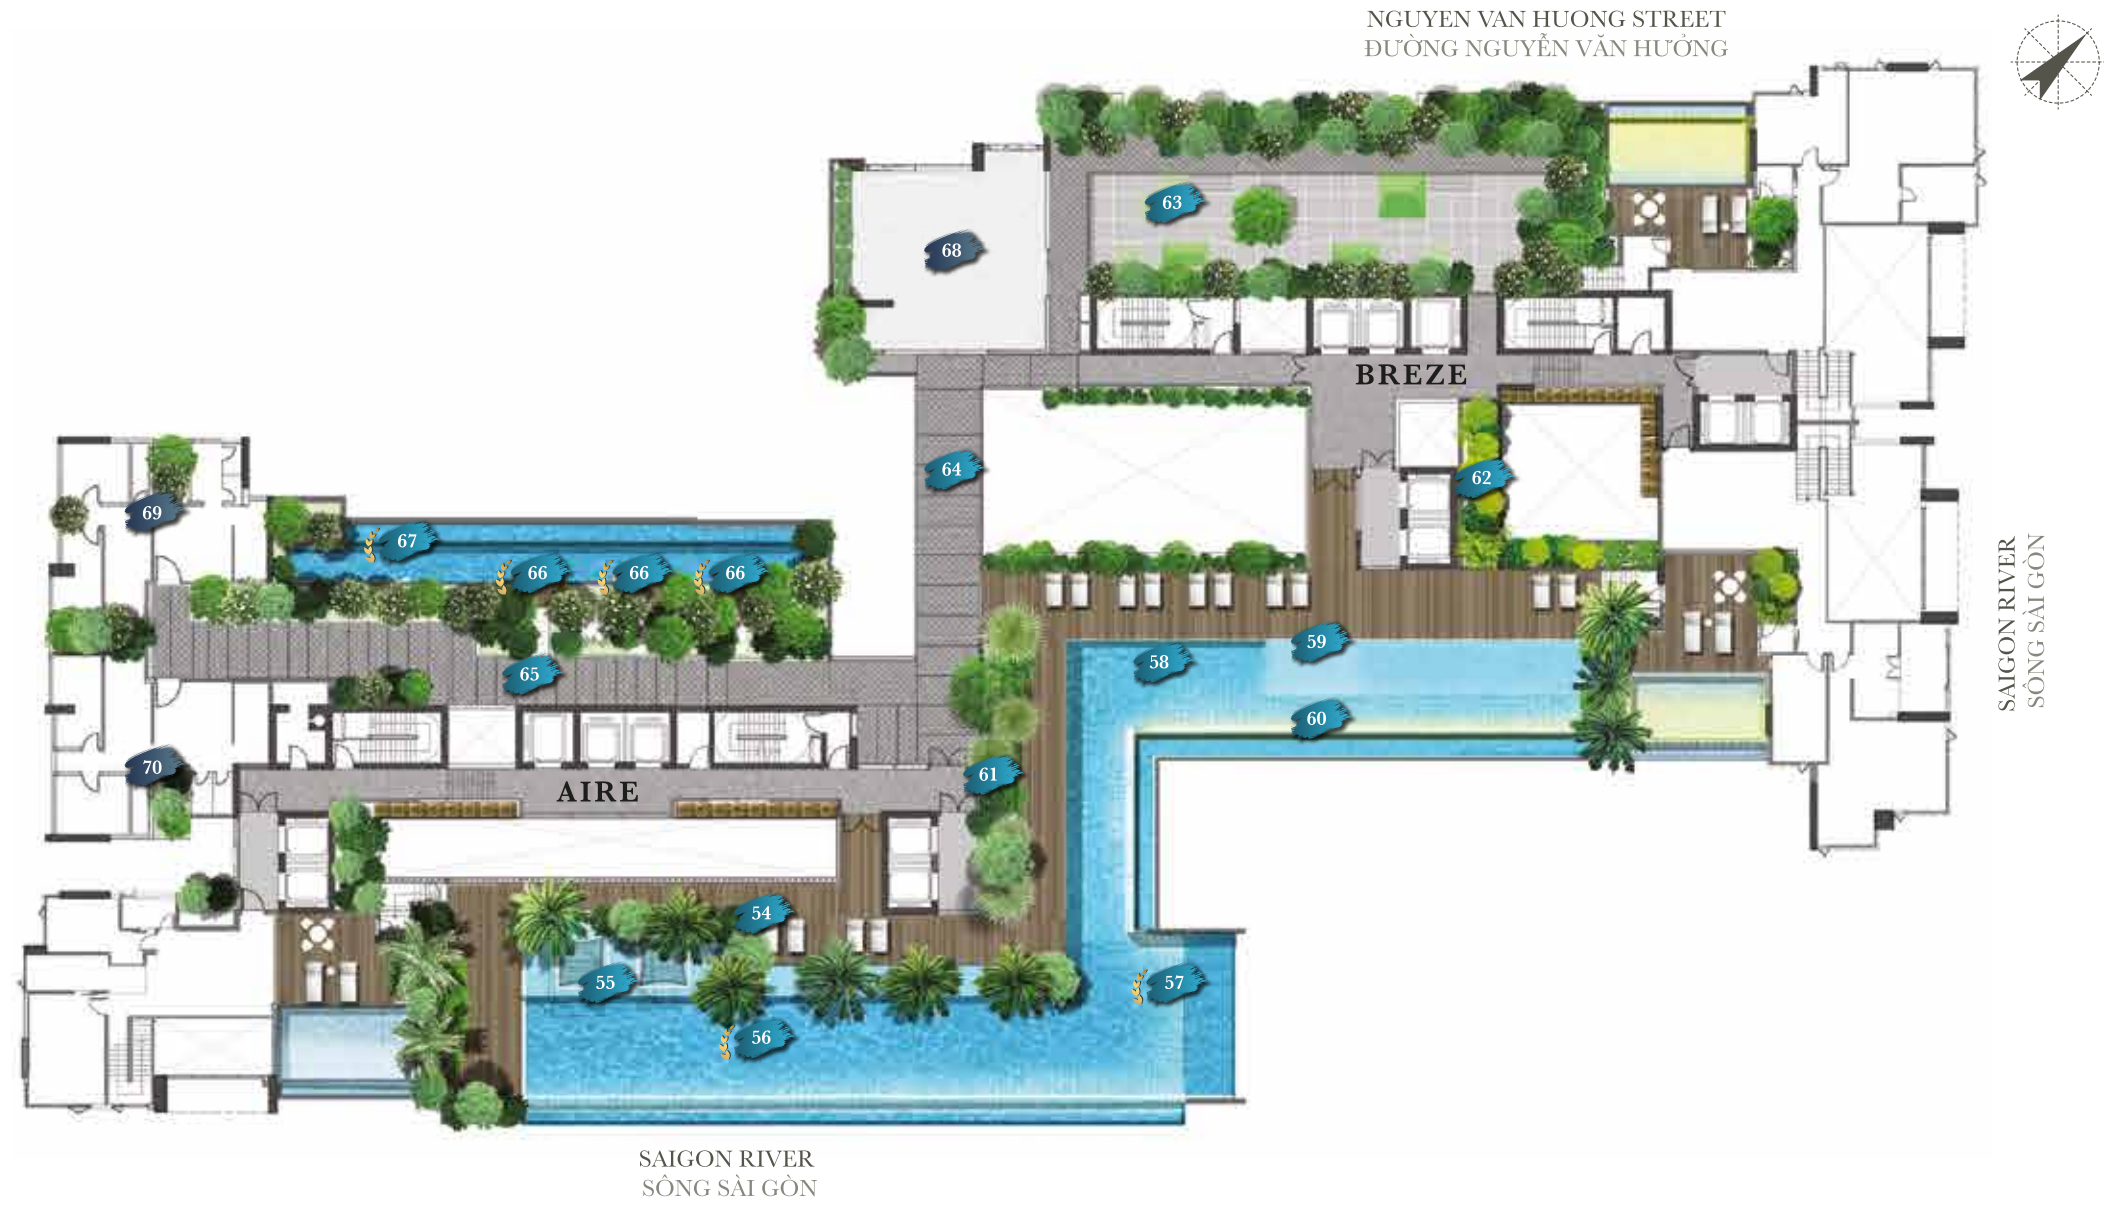 NGUYEN VAN HUONG STREET
ĐƯỜNG NGUYỄN VĂN HƯỞNG
63
68
BREZE
64
62
69
67
66 66 66
59
58
65
60
70
61
AIRE
54
55
57
56
SAIGON RIVER
SÔNG SÀI GÒN
SAIGON RIVER
SÔNG SÀI GÒN